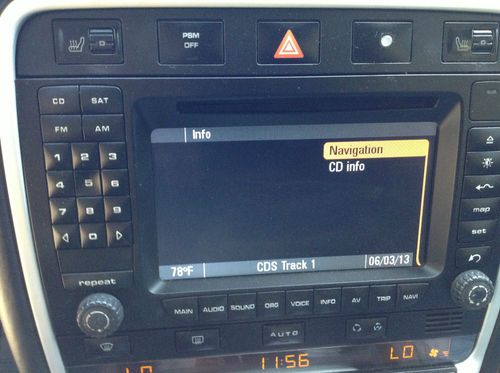 PSM
OFF
CD SAT
FM AM
1 2 3
4 5 6
7 8 9
0
repeat
Info
Navigation
CD info
78°F CDS Track 1 06/03/13
map
set
MAIN AUDIO SOUND ORG VOICE INFO AV TRIP NAVI
AUTO
LO 11:56 LO